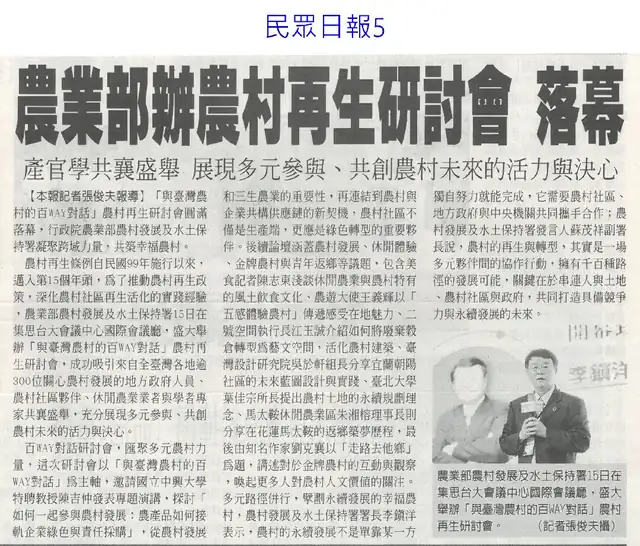 民眾日報5
農業部辦農村再生研討會 落幕
產官學共襄盛舉 展現多元參與、共創農村未來的活力與決心
【本報記者張俊夫報導】「與臺灣農
村的百WAY對話」農村再生研討會圓滿
落幕，行政院農業部農村發展及水土保
持署凝聚跨域力量，共築幸福農村。
農村再生條例自民國99年施行以來，
邁入第15個年頭，為了推動農村再生政
策，深化農村社區再生活化的實踐經驗
，農業部農村發展及水土保持署15日在
集思台大會議中心國際會議廳，盛大舉
辦「與臺灣農村的百WAY對話」農村再
生研討會，成功吸引來自全臺灣各地逾
300位關心農村發展的地方政府人員、
農村社區夥伴、休閒農業業者與學者專
家共襄盛舉，充分展現多元參與、共創
農村未來的活力與決心。
百WAY對話研討會，匯聚多元農村力
量，這次研討會以「與臺灣農村的百
WAY對話」為主軸，邀請國立中興大學
特聘教授陳吉仲發表專題演講，探討「
如何一起參與農村發展：農產品如何接
軌企業綠色與責任採購」，從農村發展
和三生農業的重要性，再連結到農村與
企業共構供應鏈的新契機，農村社區不
僅是生產端，更應是綠色轉型的重要夥
伴。後續論壇涵蓋農村發展、休閒體驗
、金牌農村與青年返鄉等議題，包含美
食記者陳志東淺談休閒農業與農村特有
的風土飲食文化、農遊大使王義輝以「
五感體驗農村」傳遞感受在地魅力、二
號空間執行長江玉誠介紹如何將廢棄穀
倉轉型為藝文空間，活化農村建築、臺
灣設計研究院吳於軒組長分享宜蘭朝陽
社區的未來藍圖設計與實踐、臺北大學
葉佳宗所長提出農村土地的永續規劃理
念、馬太鞍休閒農業區朱湘榕理事長則
分享在花蓮馬太鞍的返鄉築夢歷程，最
後由知名作家劉克襄以「走路去他鄉」
為題，講述對於金牌農村的互動與觀察
，喚起更多人對農村人文價值的關注。
多元路徑併行，擘劃永續發展的幸福農
村，農村發展及水土保持署署長李鎮洋
表示，農村的永續發展不是單靠某一方
獨自努力就能完成，它需要農村社區、
地方政府與中央機關共同攜手合作；農
村發展及水土保持署發言人蘇茂祥副署
長說，農村的再生與轉型，其實是一場
多元夥伴間的協作行動，擁有千百種路
徑的發展可能，關鍵在於串連人與土地
、農村社區與政府，共同打造具備競爭
力與永續發展的未來。
李鎮洋
農業部農村發展及水土保持署15日在
集思台大會議中心國際會議廳，盛大
舉辦「與臺灣農村的百WAY對話」農村
再生研討會。（記者張俊夫攝）